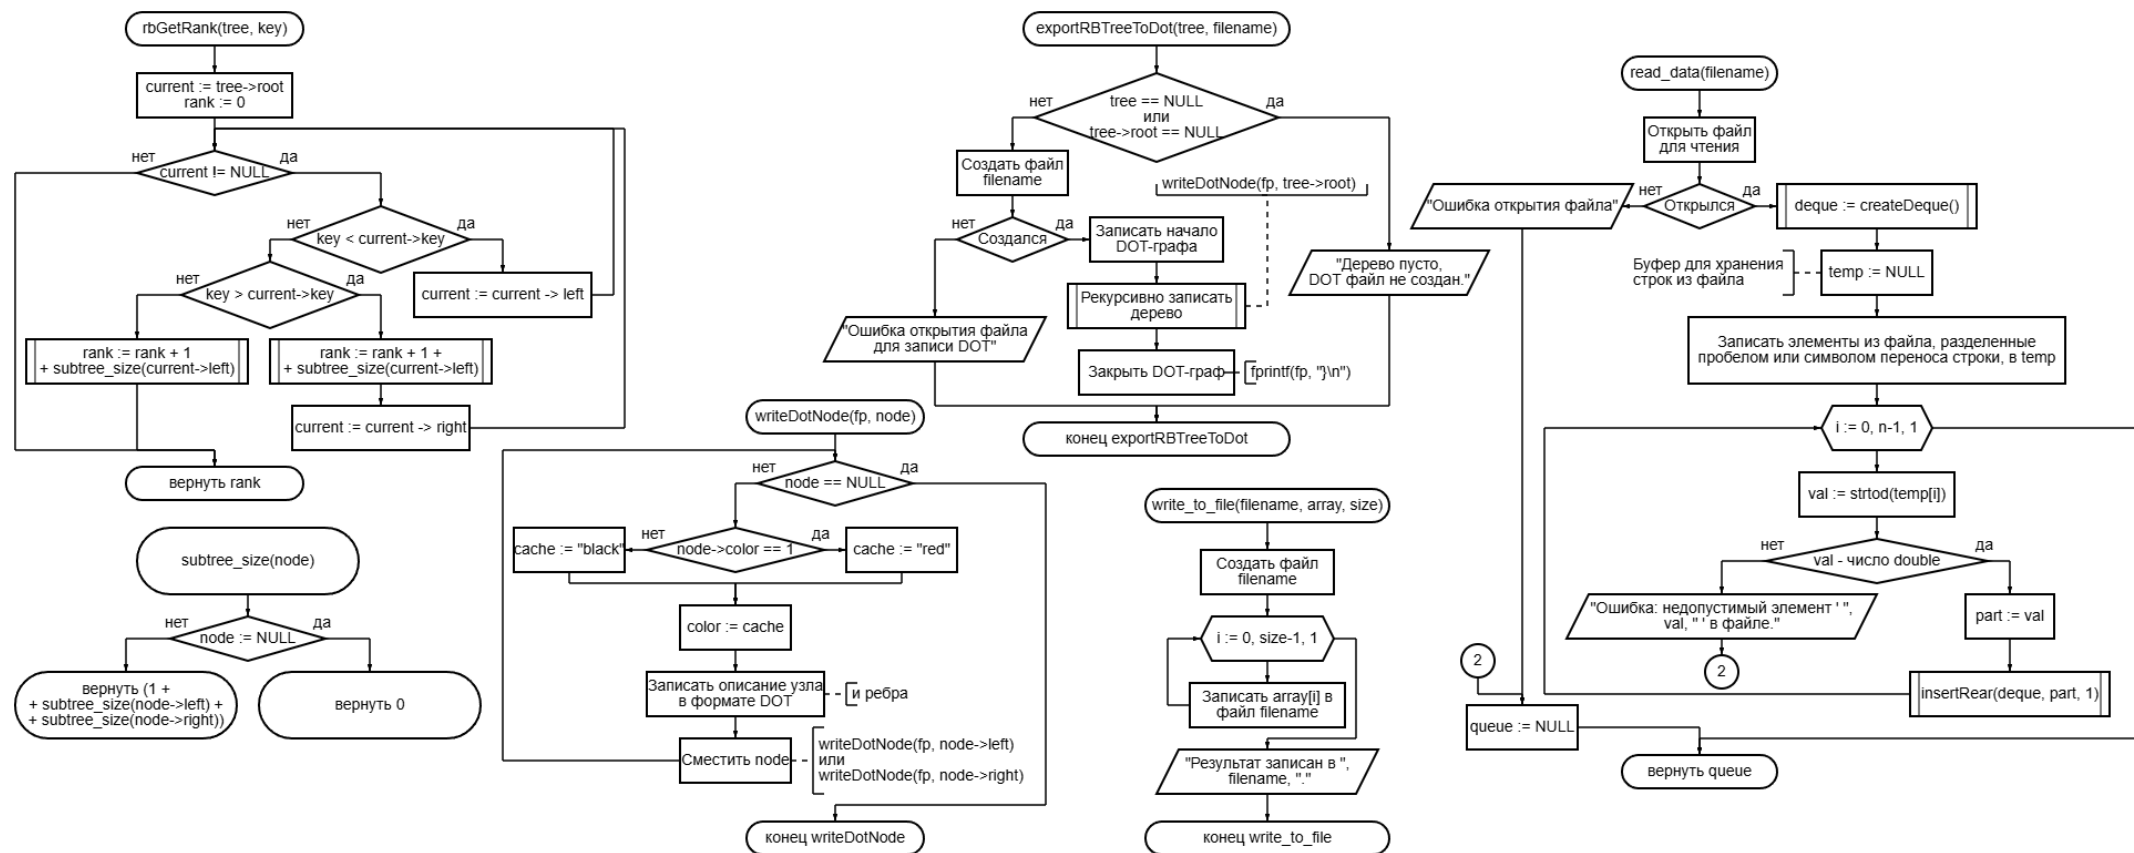 rbGetRank(tree, key)
current := tree->root
rank := 0
нет
да
current != NULL
нет
да
key < current->key
нет
да
key > current->key
current := current -> left
rank := rank + 1
+ subtree_size(current->left)
rank := rank + 1 +
+ subtree_size(current->left)
current := current -> right
вернуть rank
subtree_size(node)
нет
да
node := NULL
вернуть (1 +
+ subtree_size(node->left) +
+ subtree_size(node->right))
вернуть 0
exportRBTreeToDot(tree, filename)
нет
да
tree == NULL
или
tree->root == NULL
Создать файл
filename
writeDotNode(fp, tree->root)
нет
да
Создался
Записать начало
DOT-графа
"Дерево пусто,
DOT файл не создан."
Рекурсивно записать
дерево
"Ошибка открытия файла
для записи DOT"
Закрыть DOT-граф
fprintf(fp, "}\n")
конец exportRBTreeToDot
writeDotNode(fp, node)
нет
да
node == NULL
нет
да
cache := "black"
node->color == 1
cache := "red"
color := cache
Записать описание узла
в формате DOT
и ребра
Сместить node
writeDotNode(fp, node->left)
или
writeDotNode(fp, node->right)
конец writeDotNode
write_to_file(filename, array, size)
Создать файл
filename
i := 0, size-1, 1
Записать array[i] в
файл filename
"Результат записан в ",
filename, "."
конец write_to_file
read_data(filename)
Открыть файл
для чтения
нет
да
"Ошибка открытия файла"
Открылся
deque := createDeque()
Буфер для хранения
строк из файла
temp := NULL
Записать элементы из файла, разделенные
пробелом или символом переноса строки, в temp
i := 0, n-1, 1
val := strtod(temp[i])
нет
да
val - число double
"Ошибка: недопустимый элемент ' ",
val, " ' в файле."
part := val
2
2
insertRear(deque, part, 1)
queue := NULL
вернуть queue